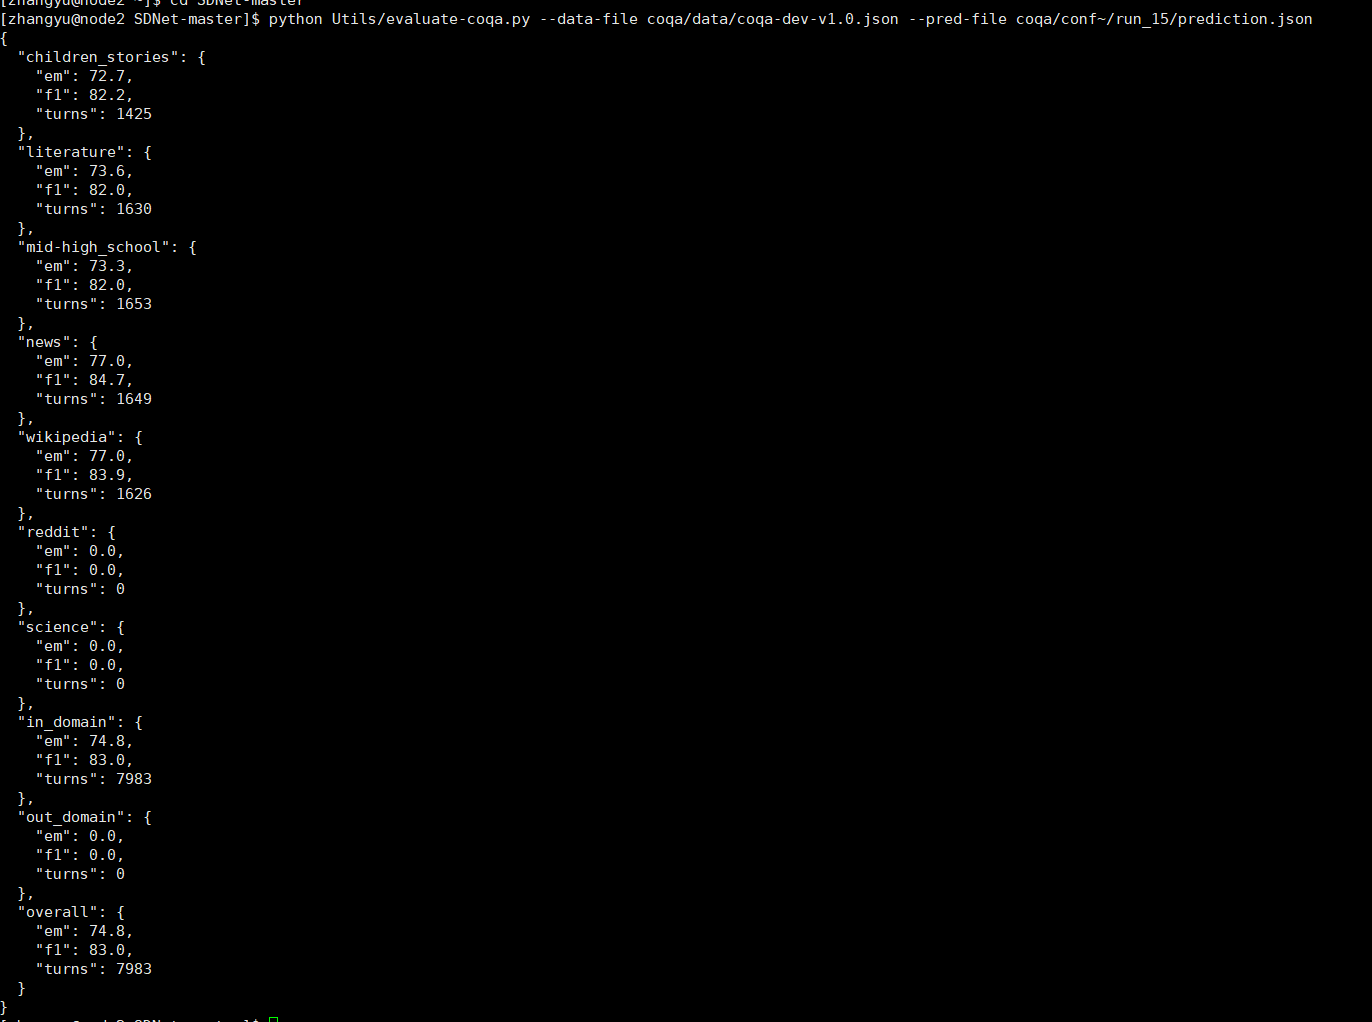 [zhangyu@node2 ~]$ cd SDNet-master
[zhangyu@node2 SDNet-master]$ python Utils/evaluate-coqa.py --data-file coqa/data/coqa-dev-v1.0.json --pred-file coqa/conf~/run_15/prediction.json
{
  "children_stories": {
    "em": 72.7,
    "f1": 82.2,
    "turns": 1425
  },
  "literature": {
    "em": 73.6,
    "f1": 82.0,
    "turns": 1630
  },
  "mid-high_school": {
    "em": 73.3,
    "f1": 82.0,
    "turns": 1653
  },
  "news": {
    "em": 77.0,
    "f1": 84.7,
    "turns": 1649
  },
  "wikipedia": {
    "em": 77.0,
    "f1": 83.9,
    "turns": 1626
  },
  "reddit": {
    "em": 0.0,
    "f1": 0.0,
    "turns": 0
  },
  "science": {
    "em": 0.0,
    "f1": 0.0,
    "turns": 0
  },
  "in_domain": {
    "em": 74.8,
    "f1": 83.0,
    "turns": 7983
  },
  "out_domain": {
    "em": 0.0,
    "f1": 0.0,
    "turns": 0
  },
  "overall": {
    "em": 74.8,
    "f1": 83.0,
    "turns": 7983
  }
}